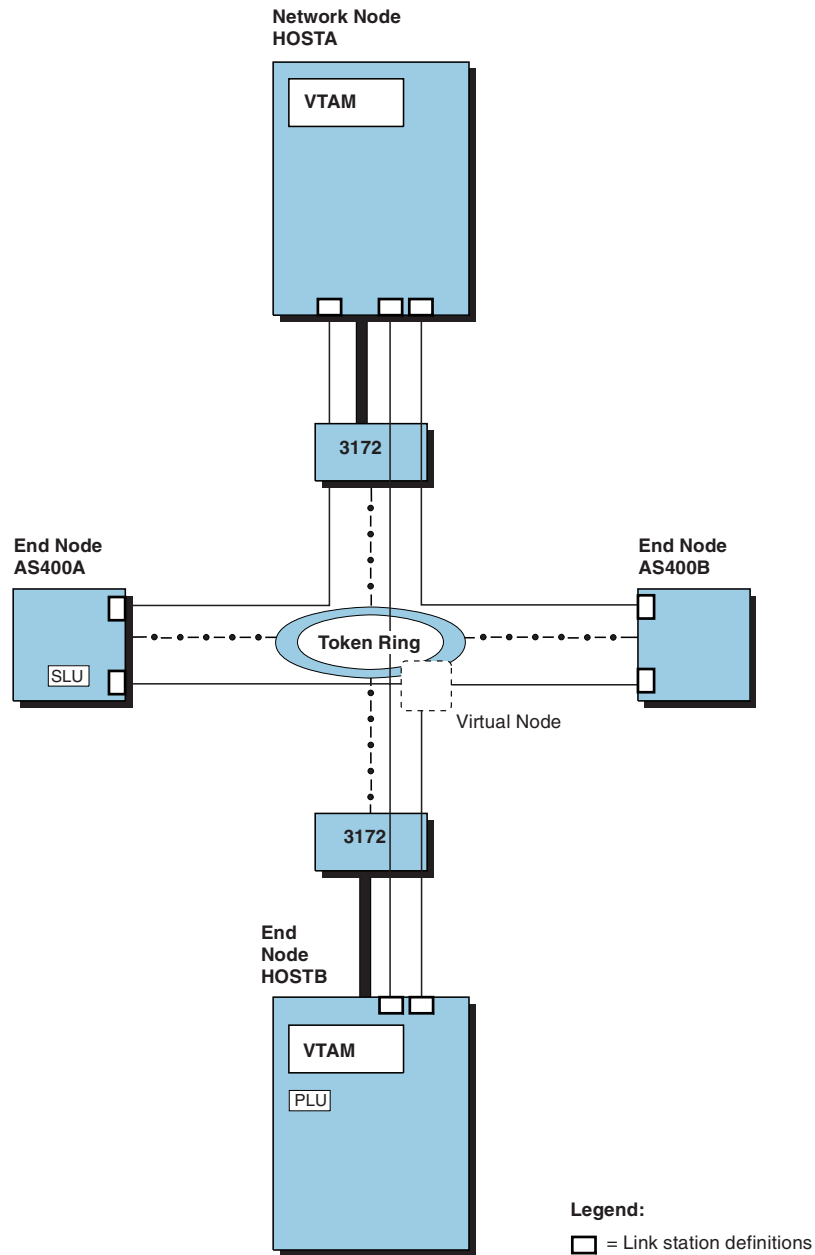 Network Node
HOSTA
VTAM
3172
End Node
AS400A
End Node
AS400B
Token Ring
SLU
Virtual Node
3172
End
Node
HOSTB
VTAM
PLU
Legend:
= Link station definitions